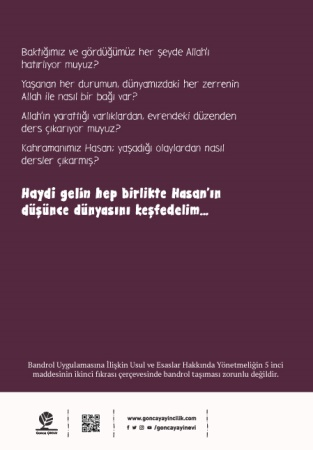 Baktığımız ve gördüğümüz her şeyde Allah'ı
hatırlıyor muyuz?
Yaşanan her durumun, dünyamızdaki her zerrenin
Allah ile nasıl bir bağı var?
Allah'ın yarattığı varlıklardan, evrendeki düzenden
ders çıkarıyor muyuz?
Kahramanımız Hasan; yaşadığı olaylardan nasıl
dersler çıkarmış?
Haydi gelin hep birlikte Hasan'ın
düşünce dünyasını keşfedelim...
Bandrol Uygulamasına İlişkin Usul ve Esaslar Hakkında Yönetmeliğin 5 inci
maddesinin ikinci fıkrası çerçevesinde bandrol taşıması zorunlu değildir.
www.goncayayincilik.com
/goncayayinevi